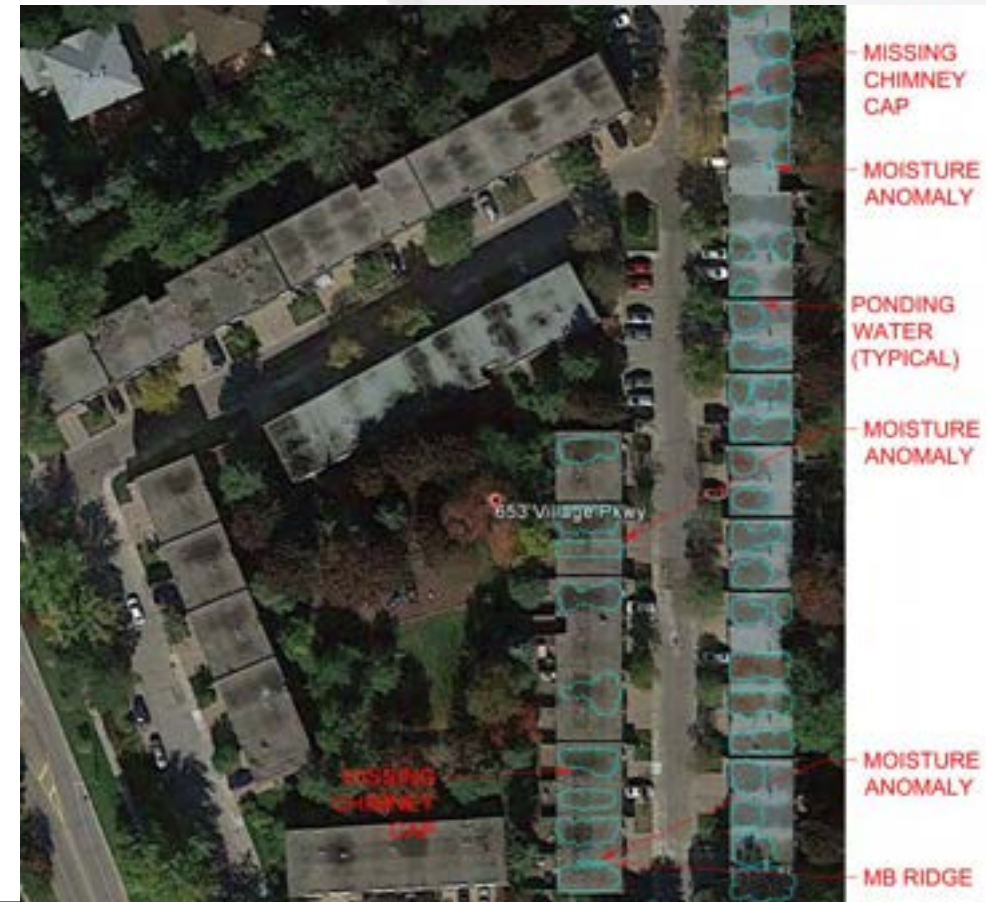 MISSING
CHIMNEY
CAP
MOISTURE
ANOMALY
PONDING
WATER
(TYPICAL)
MOISTURE
ANOMALY
653 Village Pkwy
MISSING
CHIMNEY
CAP
MOISTURE
ANOMALY
MB RIDGE